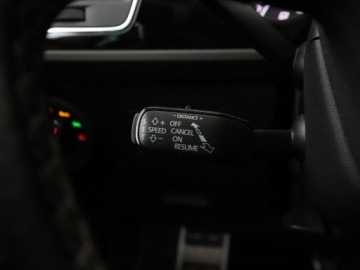 − DISTANCE +
+ OFF
SPEED CANCEL
− ON
RESUME